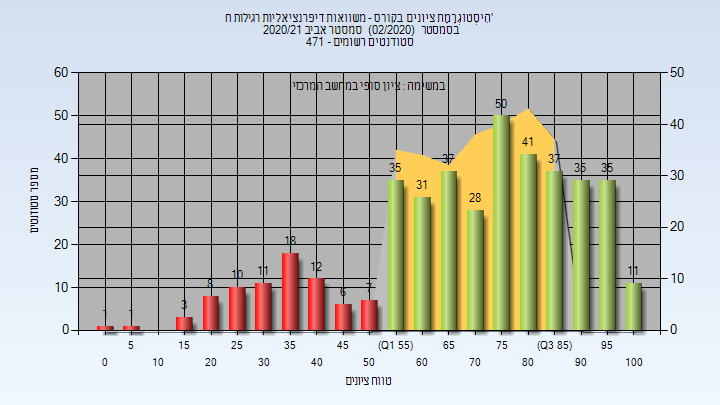 הִיסְטוֹגְרָמַת ציונים בקורס - משוואות דיפרנציאליות רגילות ח'
בסמסטר (02/2020) סמסטר אביב 2020/21
סטודנטים רשומים - 471
במשימה : ציון סופי במחשב המרכזי
60 50 40 30 20 10 0
50 40 30 20 10 0
מספר סטודנטים
1 1 3 8 10 11 18 12 6 7 35 31 37 28 50 41 37 35 35 11
5 15 25 35 45 (Q1 55) 65 75 (Q3 85) 95
0 10 20 30 40 50 60 70 80 90 100
טווח ציונים